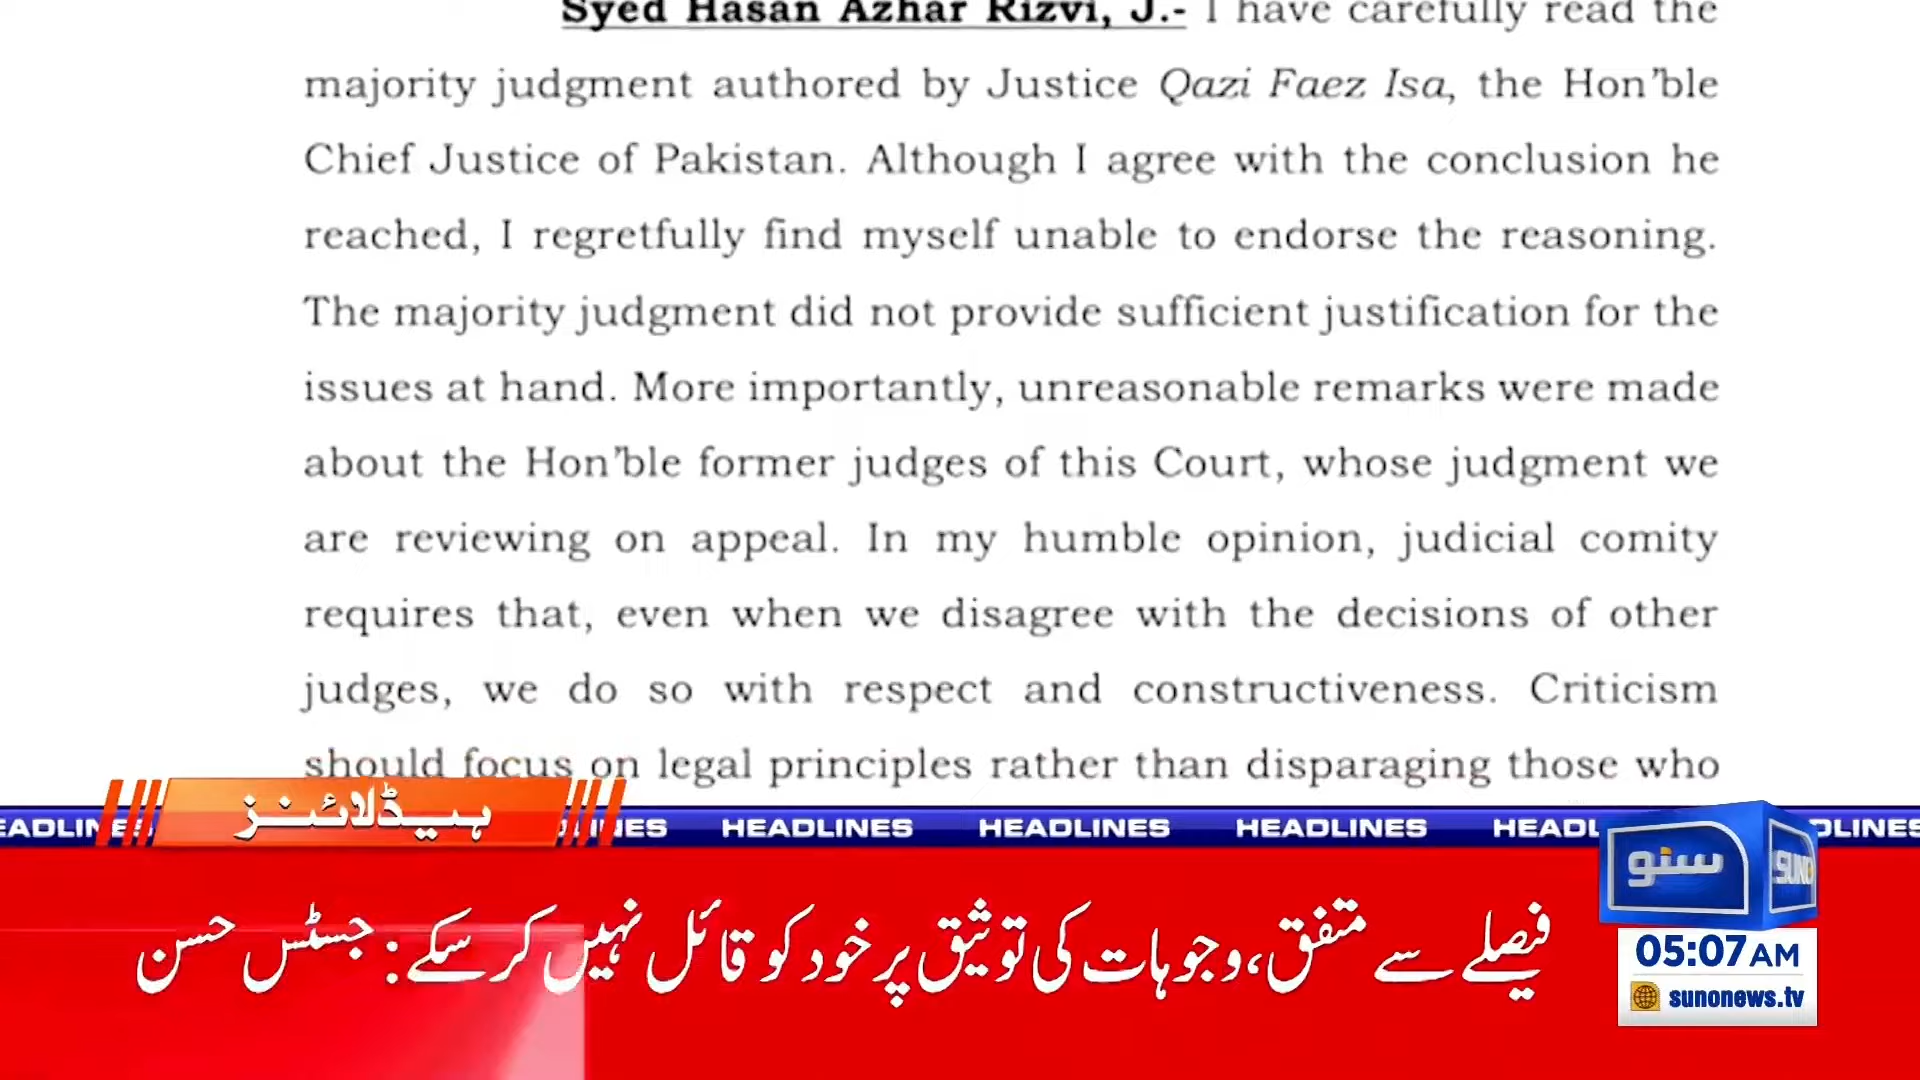 Syed Hasan Azhar Rizvi, J.- I have carefully read the
majority judgment authored by Justice Qazi Faez Isa, the Hon’ble
Chief Justice of Pakistan. Although I agree with the conclusion he
reached, I regretfully find myself unable to endorse the reasoning.
The majority judgment did not provide sufficient justification for the
issues at hand. More importantly, unreasonable remarks were made
about the Hon’ble former judges of this Court, whose judgment we
are reviewing on appeal. In my humble opinion, judicial comity
requires that, even when we disagree with the decisions of other
judges, we do so with respect and constructiveness. Criticism
should focus on legal principles rather than disparaging those who
ہیڈلائنز
EADLINES INES HEADLINES HEADLINES HEADLINES HEADL DLINES
سنو SUNO
فیصلے سے متفق، وجوہات کی توثیق پر خود کو قائل نہیں کر سکے: جسٹس حسن
05:07 AM
sunonews.tv